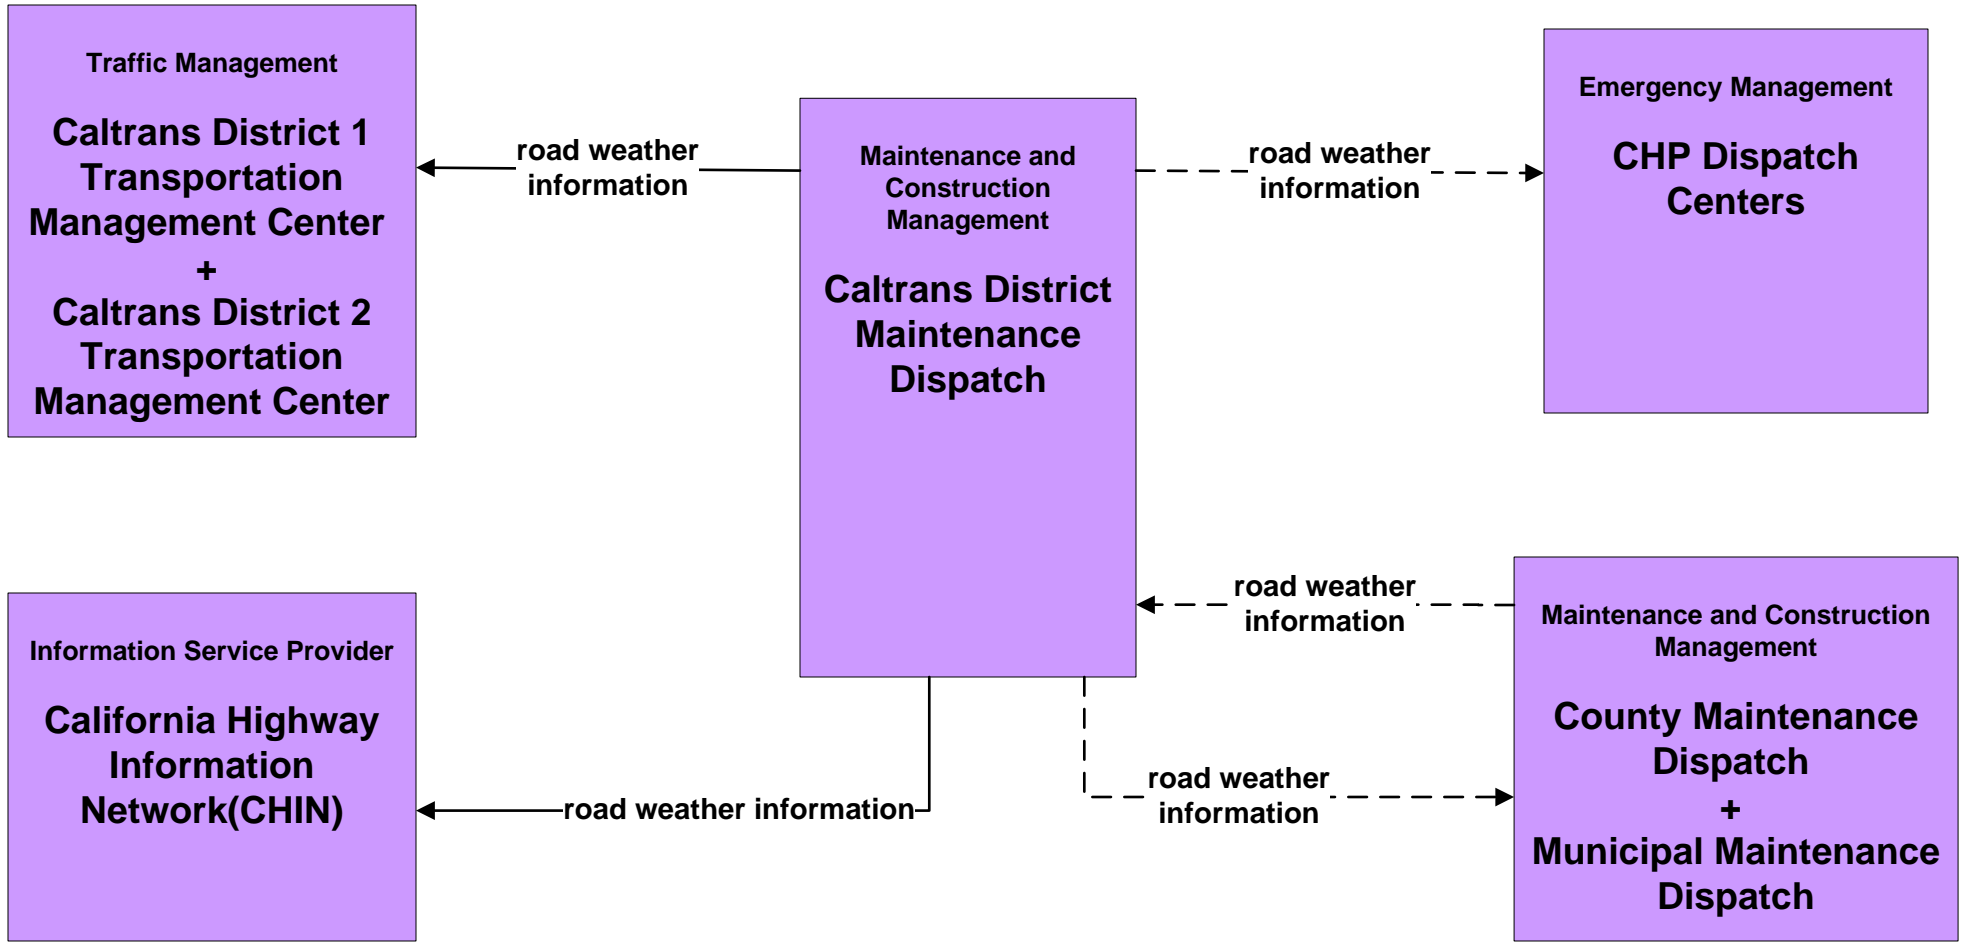 Traffic Management
Caltrans District 1
Transportation
Management Center
+
Caltrans District 2
Transportation
Management Center
road weather
information
Maintenance and
Construction
Management
Caltrans District
Maintenance
Dispatch
road weather
information
Emergency Management
CHP Dispatch
Centers
Information Service Provider
California Highway
Information
Network(CHIN)
road weather information
road weather
information
road weather
information
Maintenance and Construction
Management
County Maintenance
Dispatch
+
Municipal Maintenance
Dispatch